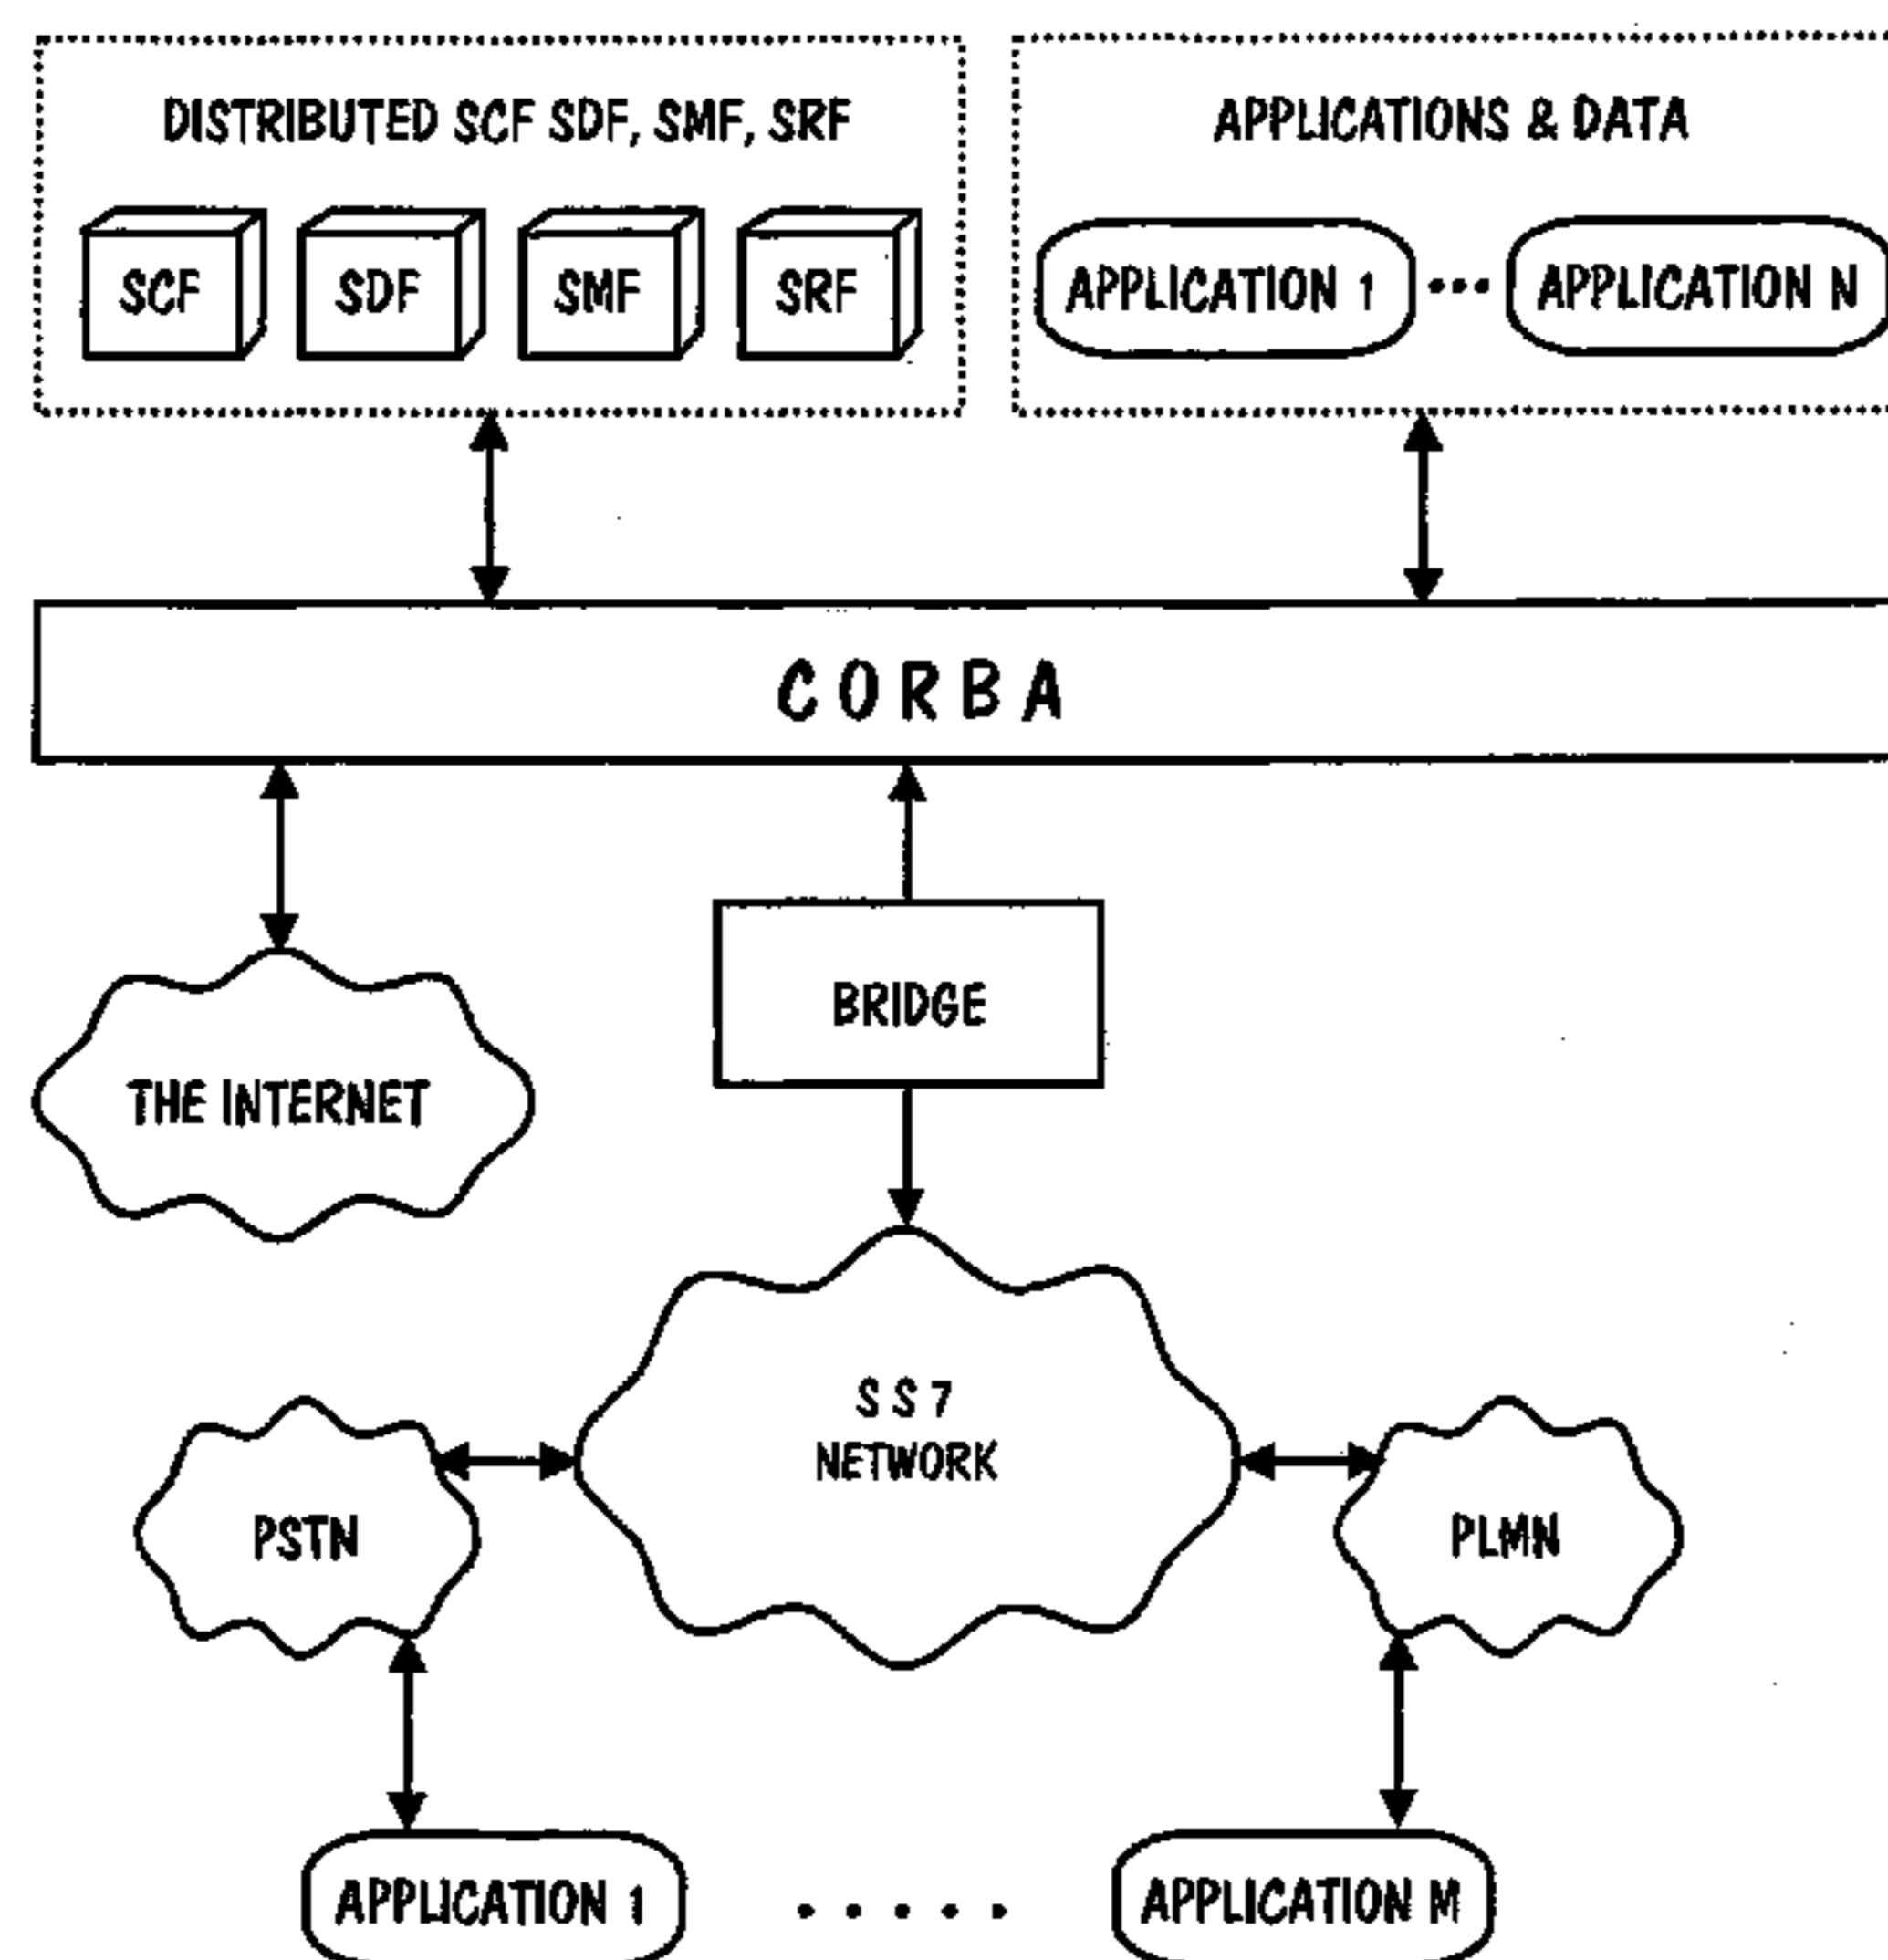 DISTRIBUTED SCF SDF, SMF, SRF
SCF SDF SMF SRF
APPLICATIONS & DATA
APPLICATION 1 ••• APPLICATION N
CORBA
THE INTERNET
BRIDGE
SS7
NETWORK
PSTN
PLMN
APPLICATION 1 ..... APPLICATION M